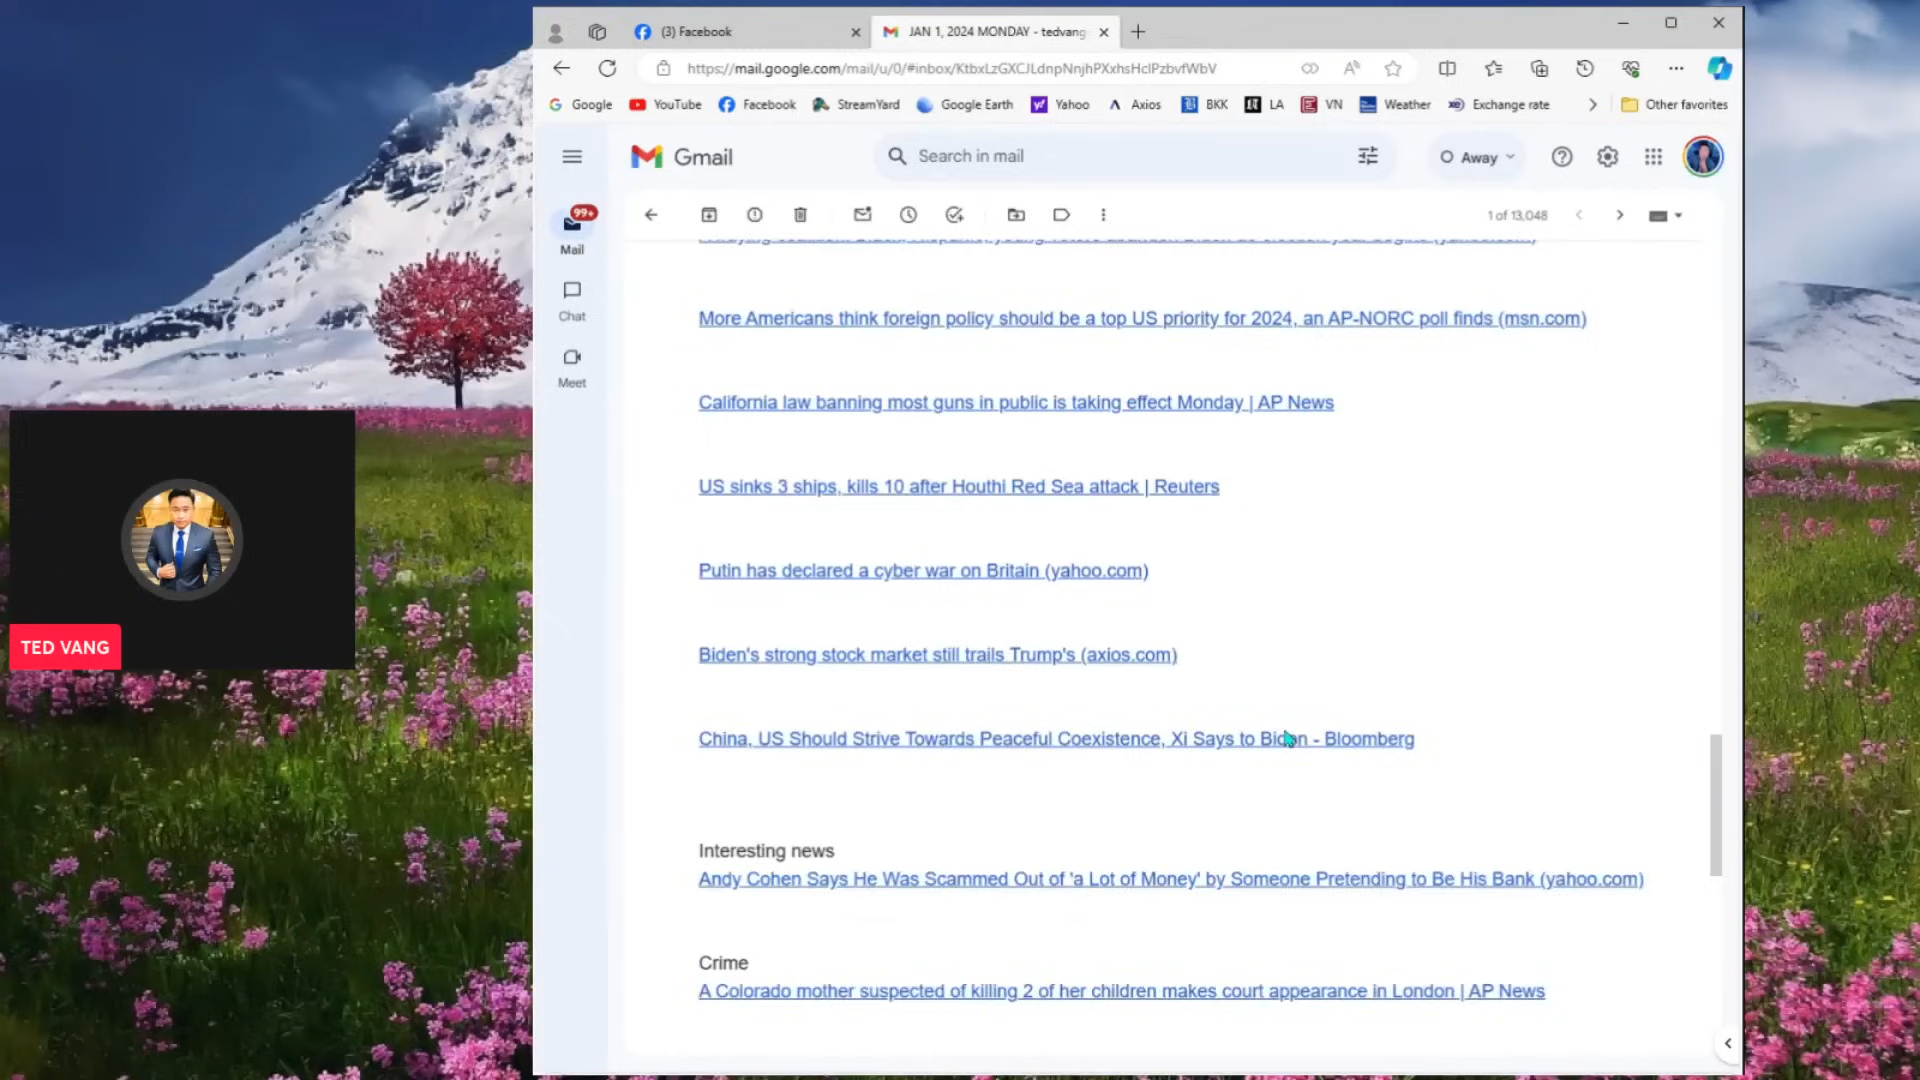 (3) Facebook
JAN 1, 2024 MONDAY - tedvang
https://mail.google.com/mail/u/0/#inbox/KtbxLzGXCJLdnpNnjhPXxhsHclPzbvfWbV
Google YouTube Facebook StreamYard Google Earth Yahoo Axios BKK LA VN Weather Exchange rate Other favorites
Gmail
Search in mail
Away
99+
Mail
1 of 13,048
Chat
Meet
More Americans think foreign policy should be a top US priority for 2024, an AP-NORC poll finds (msn.com)
California law banning most guns in public is taking effect Monday | AP News
US sinks 3 ships, kills 10 after Houthi Red Sea attack | Reuters
Putin has declared a cyber war on Britain (yahoo.com)
TED VANG
Biden's strong stock market still trails Trump's (axios.com)
China, US Should Strive Towards Peaceful Coexistence, Xi Says to Biden - Bloomberg
Interesting news
Andy Cohen Says He Was Scammed Out of 'a Lot of Money' by Someone Pretending to Be His Bank (yahoo.com)
Crime
A Colorado mother suspected of killing 2 of her children makes court appearance in London | AP News